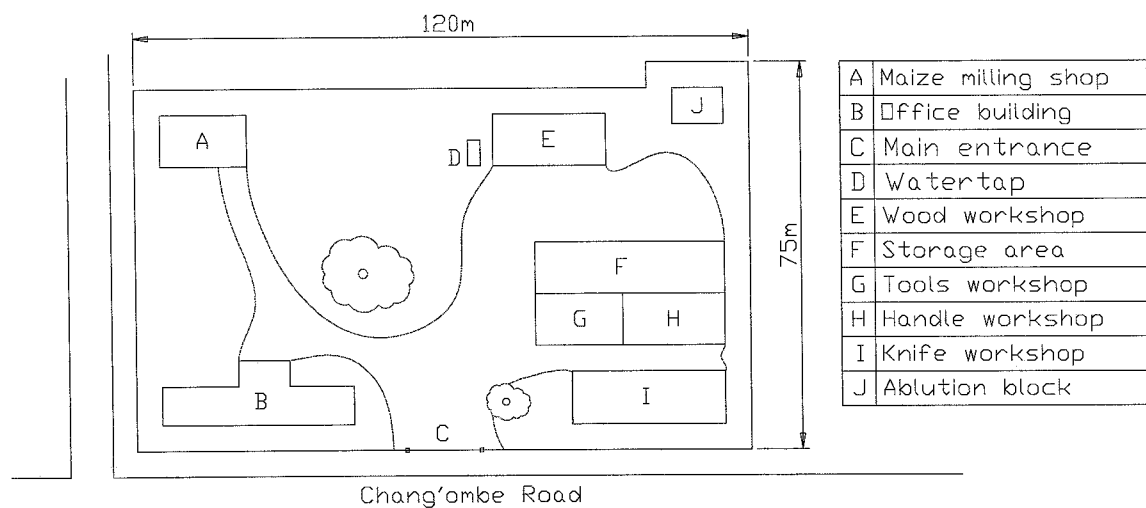 120m
A Maize milling shop
B Office building
C Main entrance
D Watertap
E Wood workshop
F Storage area
G Tools workshop
H Handle workshop
I Knife workshop
J Ablution block
J
A
E
D
75m
F
G H
B
I
C
Chang'ombe Road